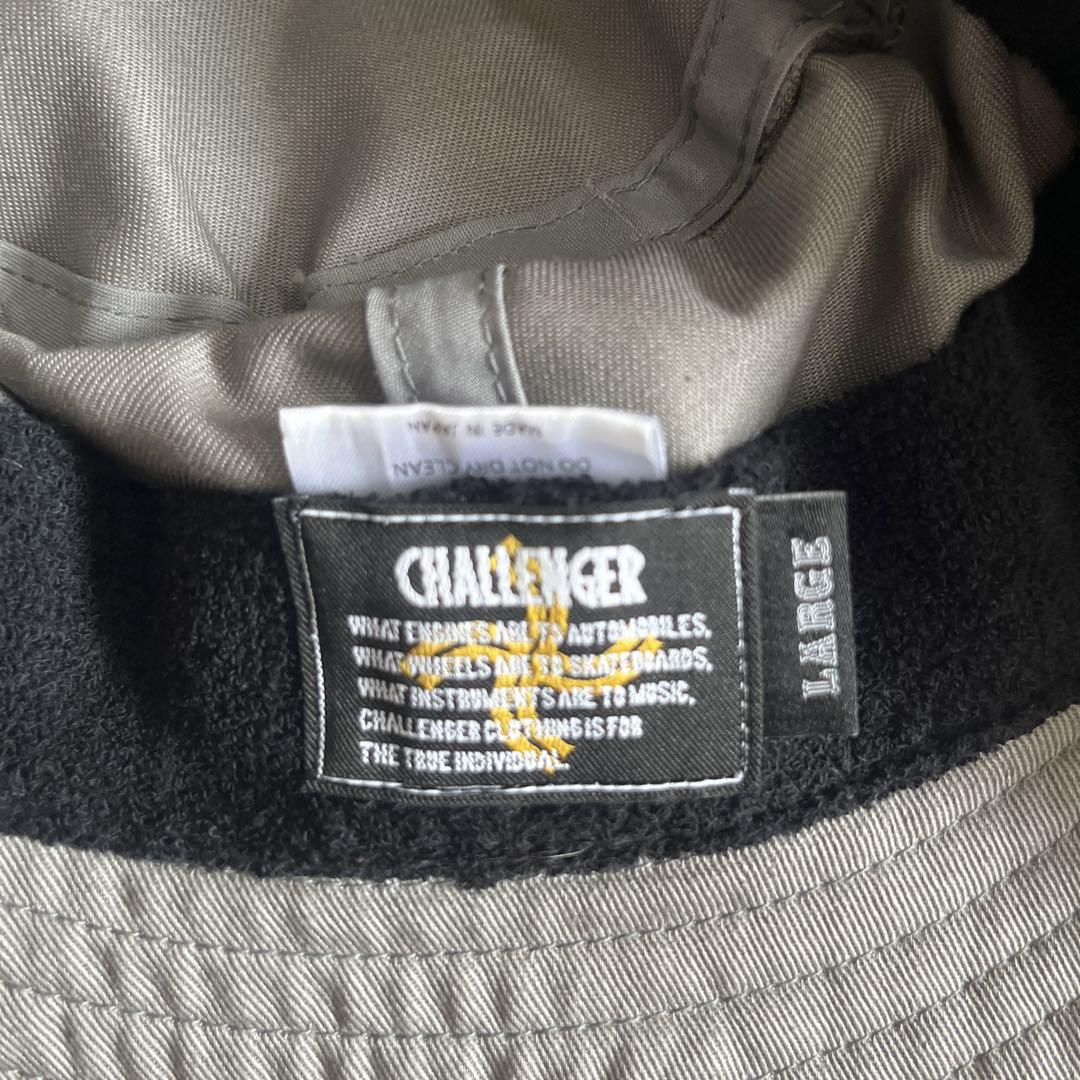 MADE IN JAPAN
DO NOT DRY CLEAN
CHALLENGER
WHAT ENGINES ARE TO AUTOMOBILES,
WHAT WHEELS ARE TO SKATEBOARDS,
WHAT INSTRUMENTS ARE TO MUSIC,
CHALLENGER CLOTHING IS FOR
THE TRUE INDIVIDUAL.
LARGE